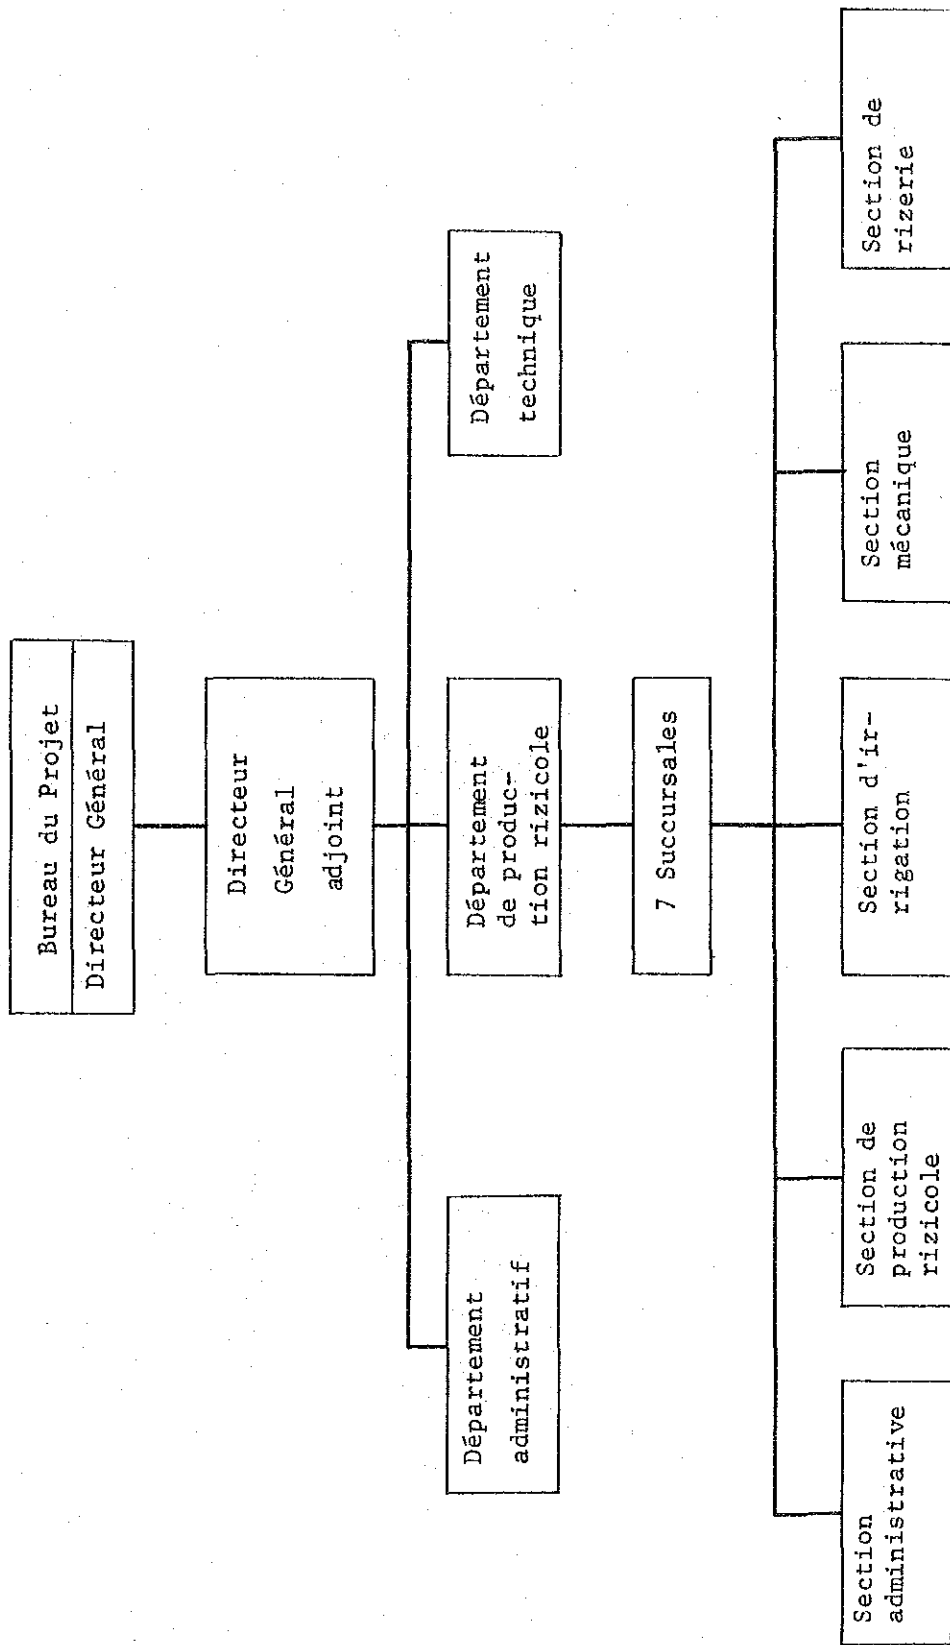 Bureau du Projet
Directeur Général
Directeur
Général
adjoint
Département
administratif
Département
de produc-
tion rizicole
Département
technique
7 Succursales
Section
administrative
Section de
production
rizicole
Section d'ir-
rigation
Section
mécanique
Section de
rizerie